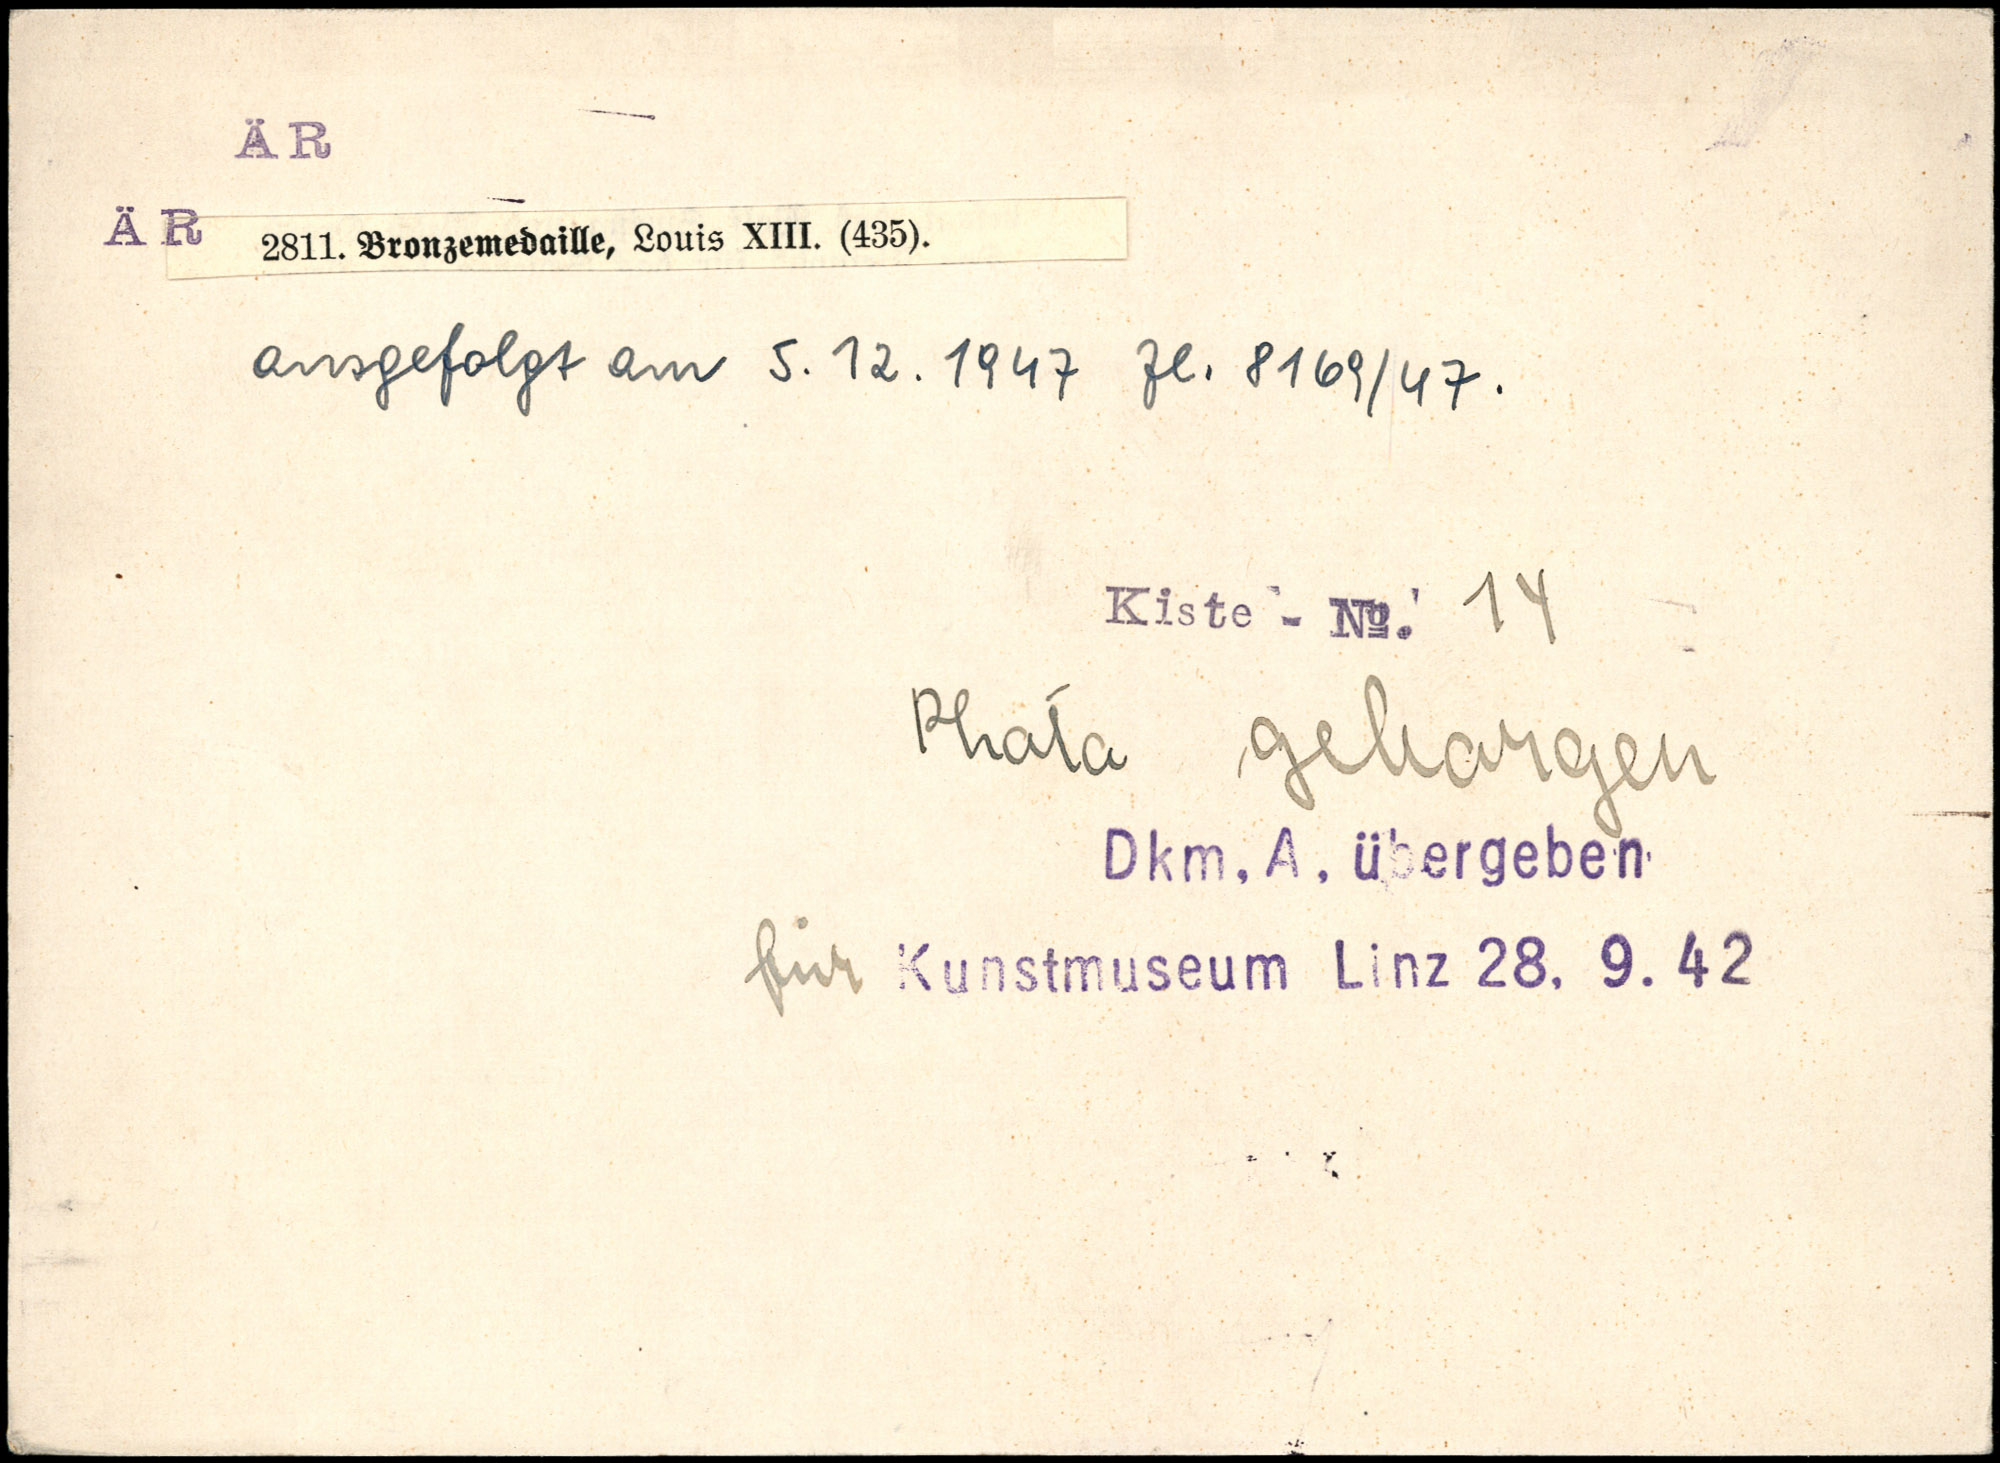 ÄR
ÄR 2811. Bronzemedaille, Louis XIII. (435).
ausgefolgt am 5. 12. 1947 Zl. 8169/47.
Kiste - No. 14
Photo geborgen
Dkm. A. übergeben
für Kunstmuseum Linz 28. 9. 42